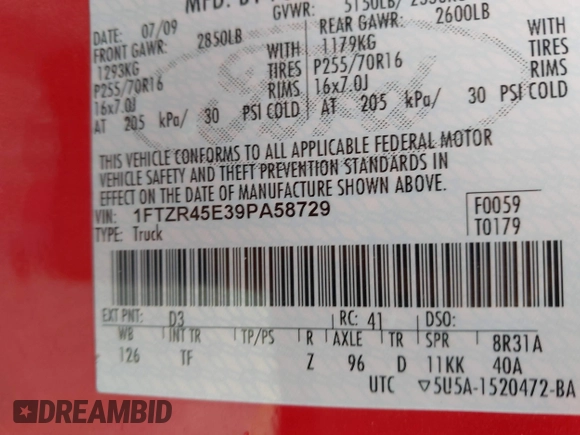 MFD. BY
GVWR: 5150LB/
DATE: 07/09
FRONT GAWR: 2850LB
REAR GAWR: 2600LB
1293KG WITH
1179KG WITH
P255/70R16 TIRES
P255/70R16 TIRES
16x7.0J RIMS
16x7.0J RIMS
AT 205 kPa/ 30 PSI COLD
AT 205 kPa/ 30 PSI COLD
THIS VEHICLE CONFORMS TO ALL APPLICABLE FEDERAL MOTOR
VEHICLE SAFETY AND THEFT PREVENTION STANDARDS IN
EFFECT ON THE DATE OF MANUFACTURE SHOWN ABOVE.
VIN: 1FTZR45E39PA58729
TYPE: Truck
F0059
T0179
EXT PNT: D3 RC: 41 DSO:
WB INT TR TP/PS R AXLE TR SPR 8R31A
126 TF Z 96 D 11KK 40A
UTC ▽5U5A-1520472-BA
DREAMBID